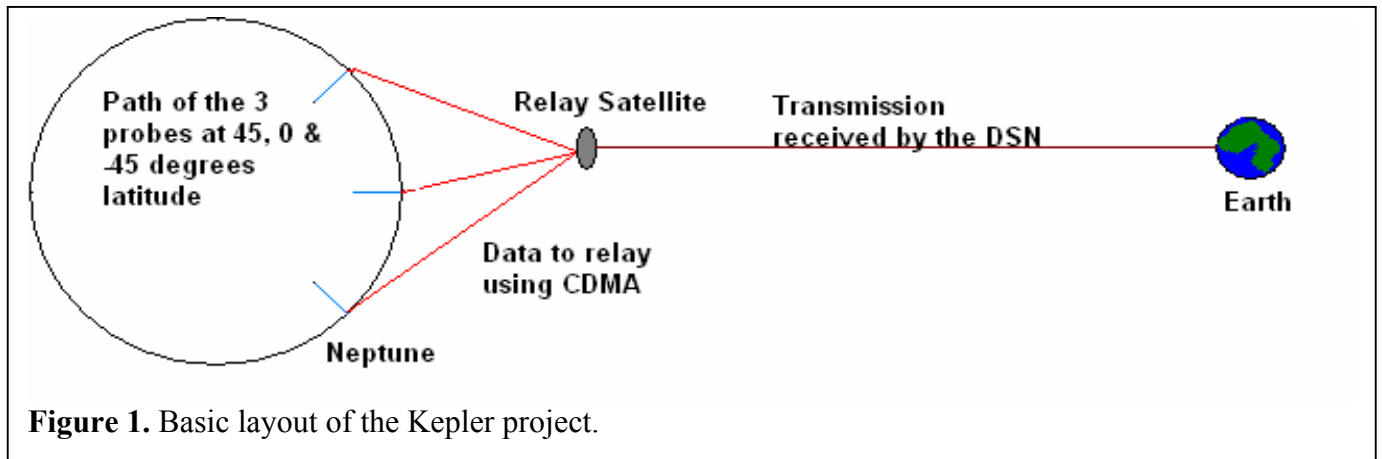 Path of the 3
probes at 45, 0 &
-45 degrees
latitude
Relay Satellite
Transmission
received by the DSN
Earth
Data to relay
using CDMA
Neptune
Figure 1. Basic layout of the Kepler project.